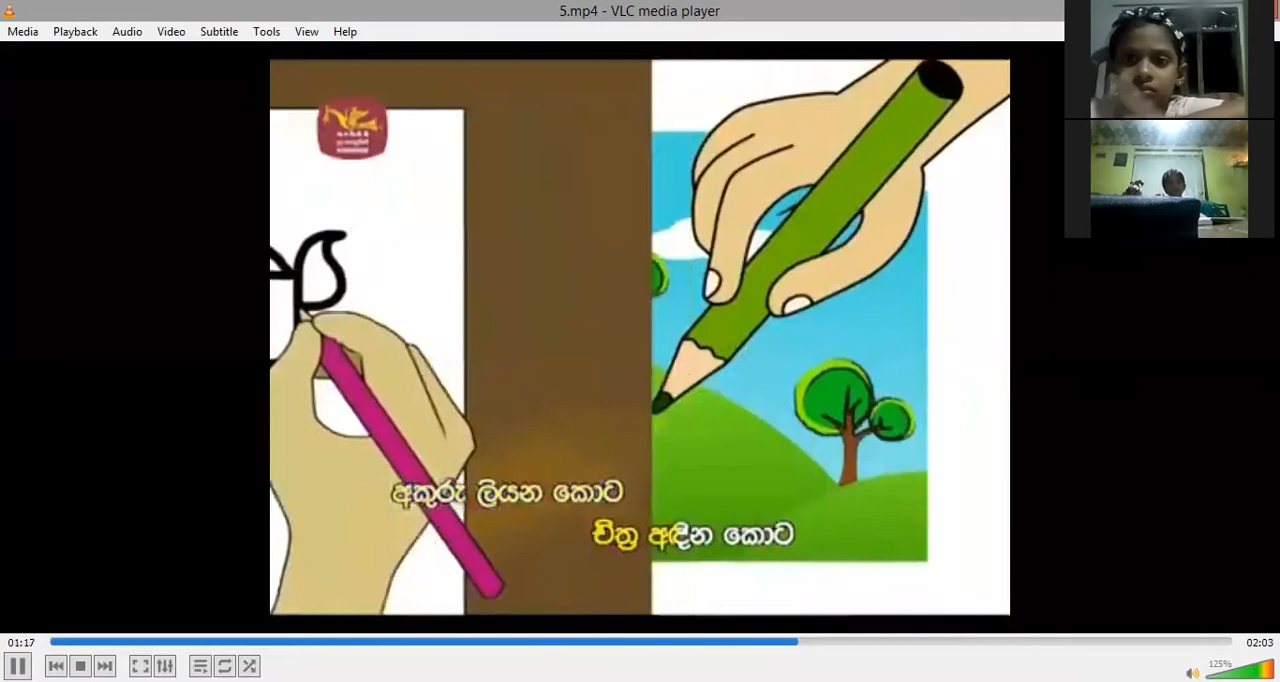 5.mp4 - VLC media player
Media Playback Audio Video Subtitle Tools View Help
අකුරු ලියන කොට
චිත්‍ර අඳින කොට
01:17
02:03
125%